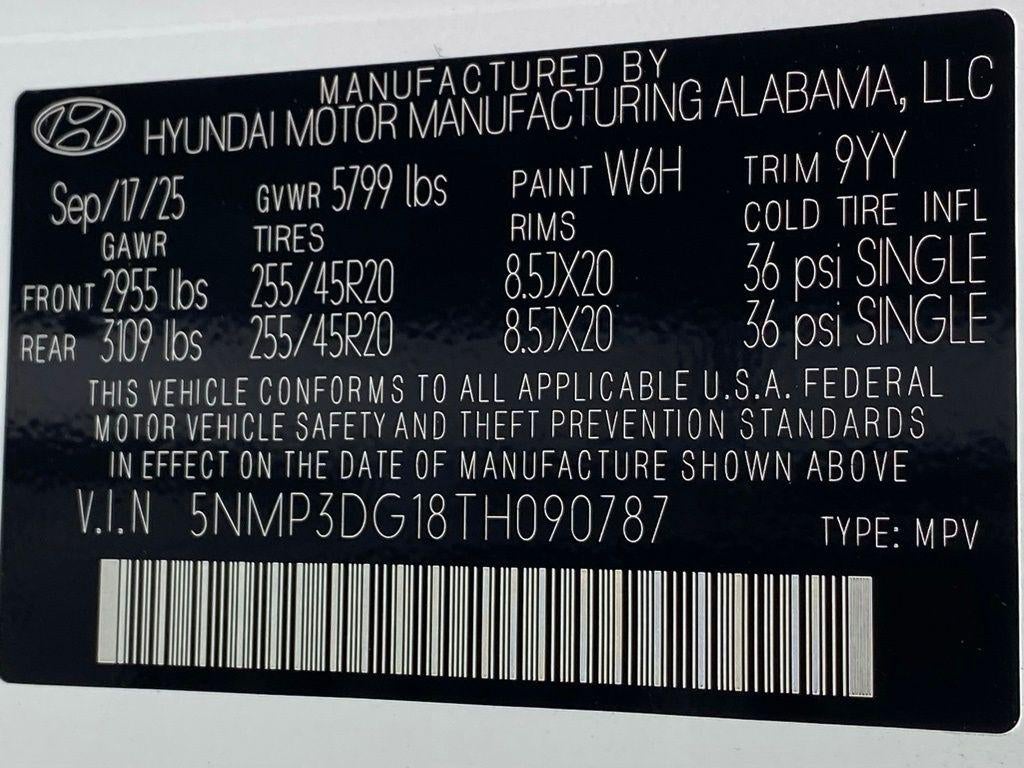 MANUFACTURED BY
HYUNDAI MOTOR MANUFACTURING ALABAMA, LLC
Sep/17/25 GVWR 5799 lbs PAINT W6H TRIM 9YY
GAWR TIRES RIMS COLD TIRE INFL
FRONT 2955 lbs 255/45R20 8.5JX20 36 psi SINGLE
REAR 3109 lbs 255/45R20 8.5JX20 36 psi SINGLE
THIS VEHICLE CONFORMS TO ALL APPLICABLE U.S.A. FEDERAL
MOTOR VEHICLE SAFETY AND THEFT PREVENTION STANDARDS
IN EFFECT ON THE DATE OF MANUFACTURE SHOWN ABOVE
V.I.N 5NMP3DG18TH090787 TYPE: MPV